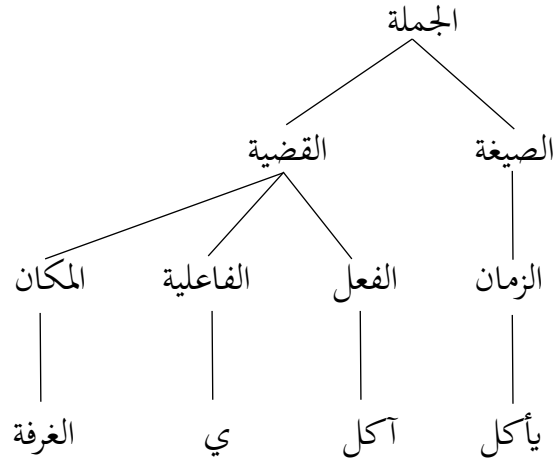 الجملة
الصيغة القضية
الزمان الفعل الفاعلية المكان
يأكل آكل ي الغرفة